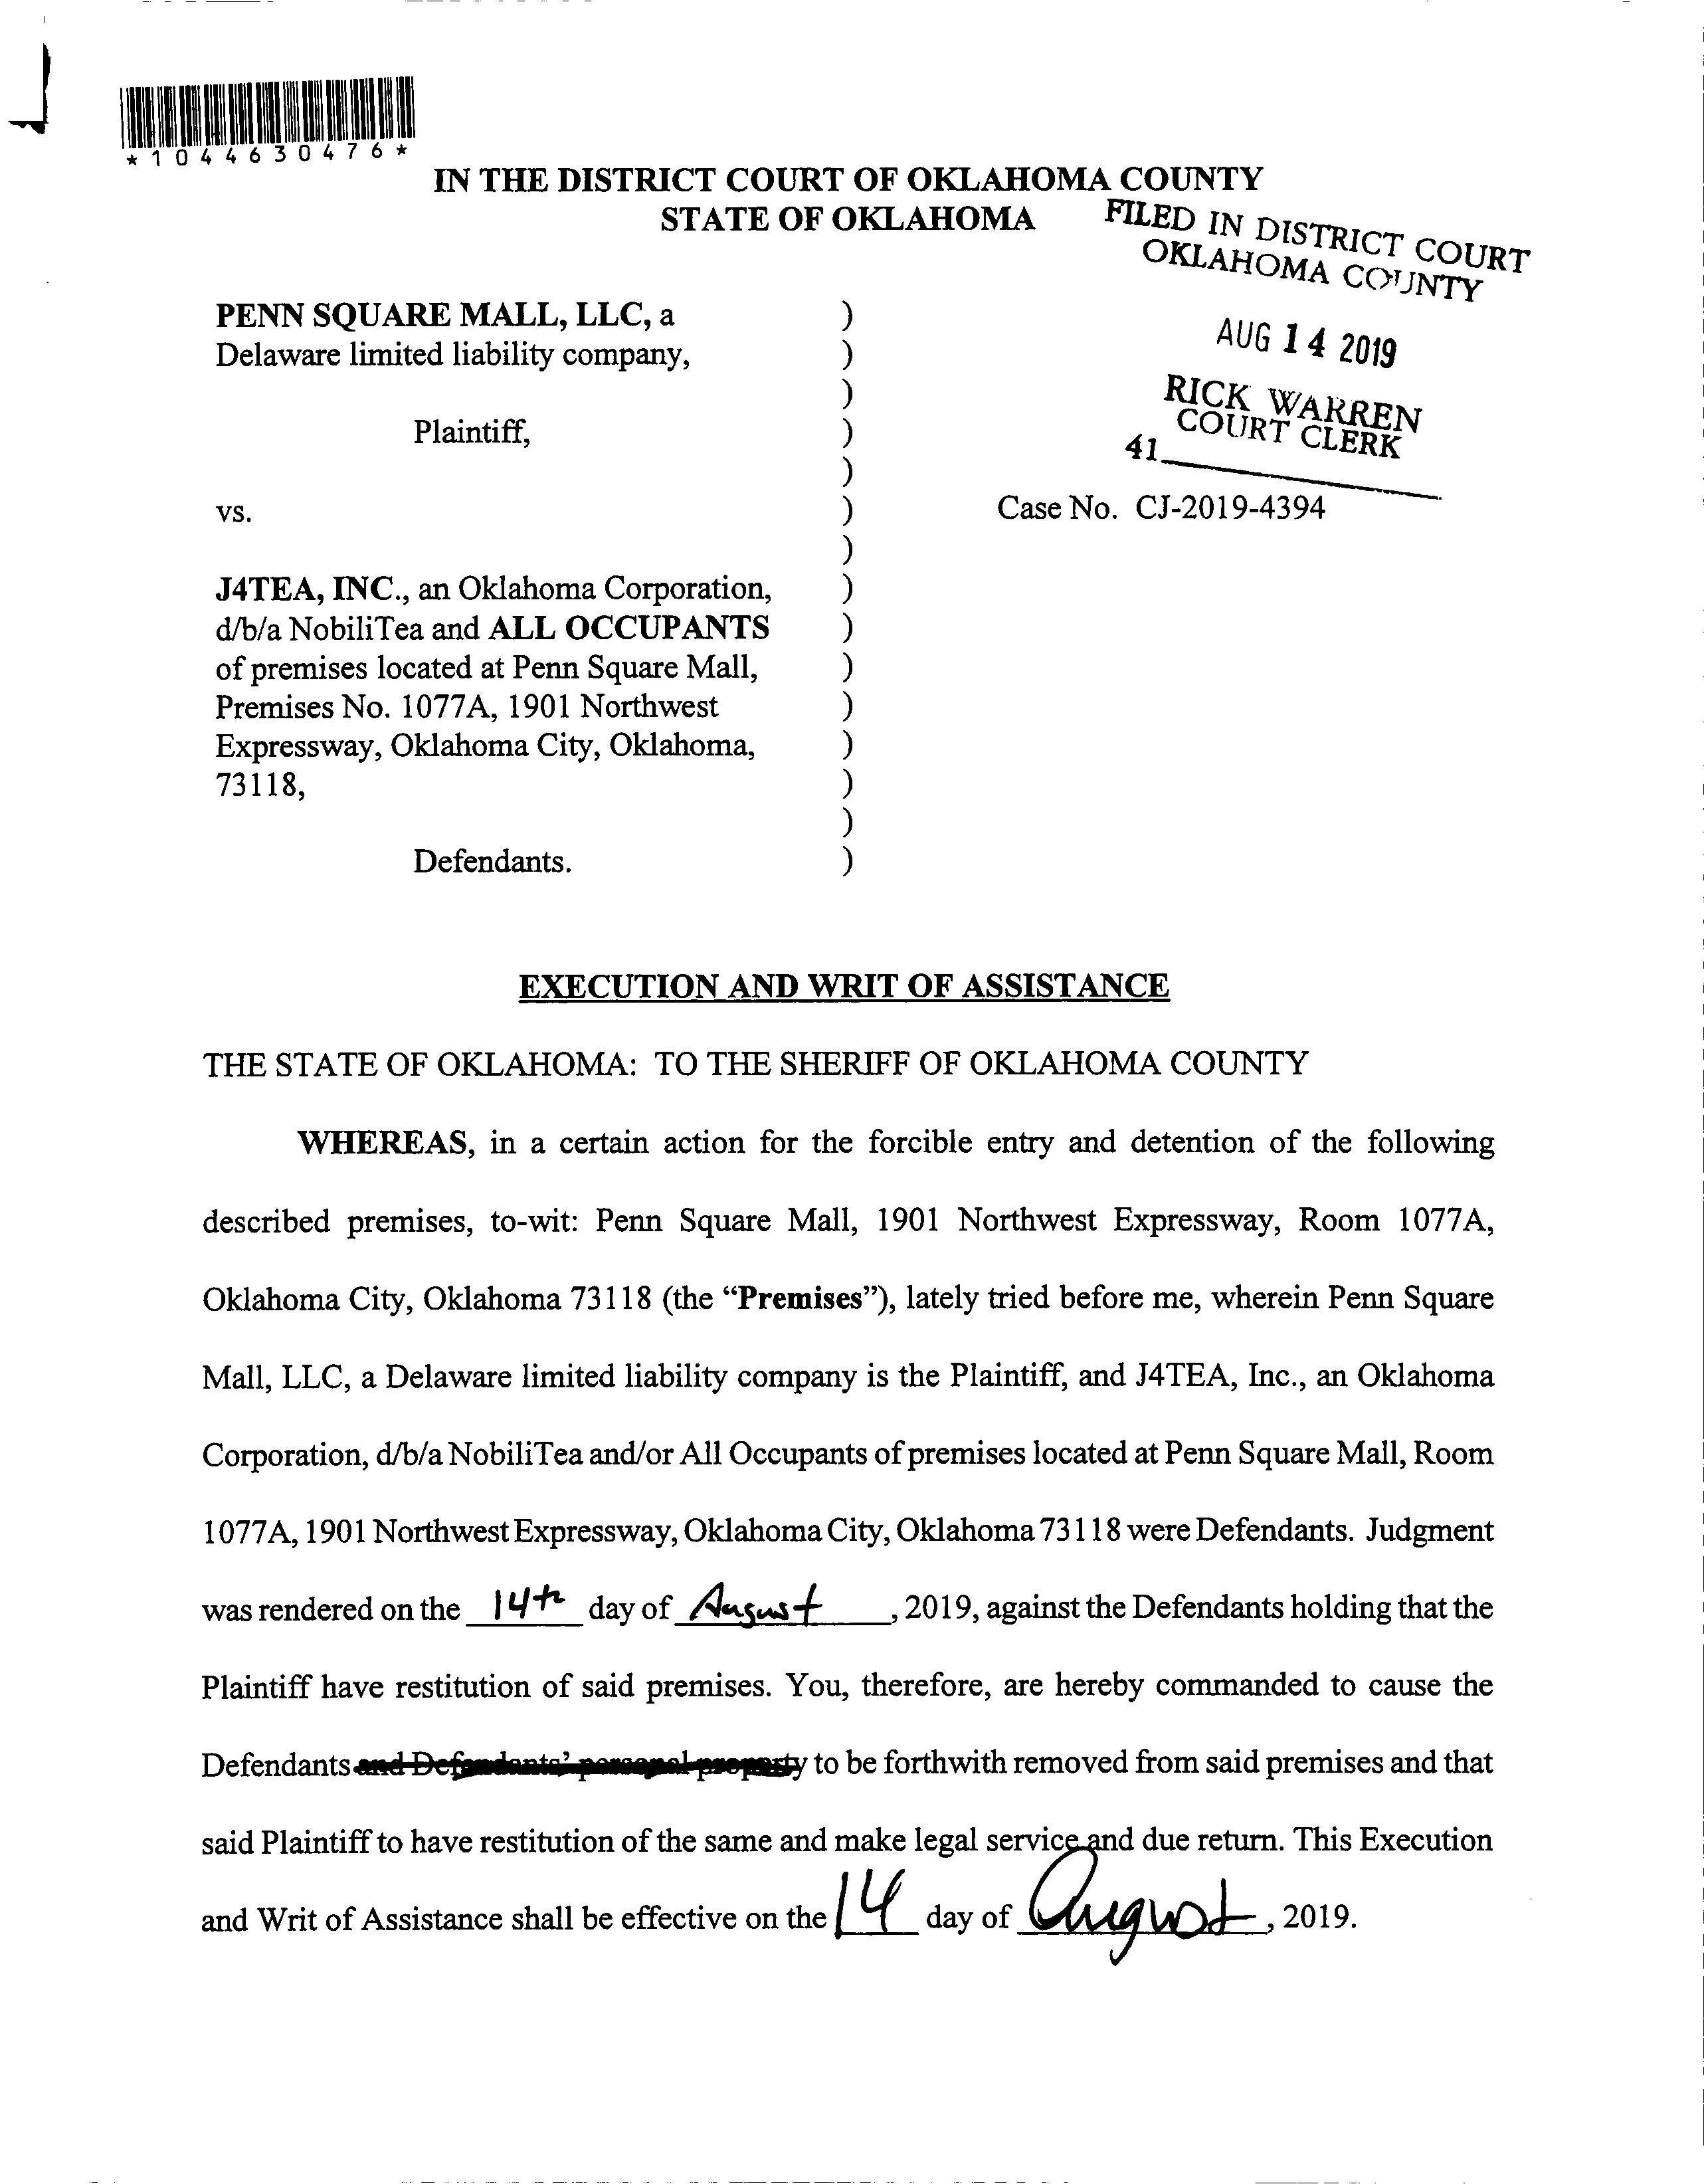 *1044630476*
IN THE DISTRICT COURT OF OKLAHOMA COUNTY
STATE OF OKLAHOMA
FILED IN DISTRICT COURT
OKLAHOMA COUNTY
AUG 14 2019
RICK WARREN
COURT CLERK
41
PENN SQUARE MALL, LLC, a )
Delaware limited liability company, )
)
Plaintiff, )
)
vs. ) Case No. CJ-2019-4394
)
J4TEA, INC., an Oklahoma Corporation, )
d/b/a NobiliTea and ALL OCCUPANTS )
of premises located at Penn Square Mall, )
Premises No. 1077A, 1901 Northwest )
Expressway, Oklahoma City, Oklahoma, )
73118, )
)
Defendants. )
EXECUTION AND WRIT OF ASSISTANCE
THE STATE OF OKLAHOMA: TO THE SHERIFF OF OKLAHOMA COUNTY
WHEREAS, in a certain action for the forcible entry and detention of the following
described premises, to-wit: Penn Square Mall, 1901 Northwest Expressway, Room 1077A,
Oklahoma City, Oklahoma 73118 (the “Premises”), lately tried before me, wherein Penn Square
Mall, LLC, a Delaware limited liability company is the Plaintiff, and J4TEA, Inc., an Oklahoma
Corporation, d/b/a NobiliTea and/or All Occupants of premises located at Penn Square Mall, Room
1077A, 1901 Northwest Expressway, Oklahoma City, Oklahoma 73118 were Defendants. Judgment
was rendered on the 14th day of August, 2019, against the Defendants holding that the
Plaintiff have restitution of said premises. You, therefore, are hereby commanded to cause the
Defendants and Defendants’ personal property to be forthwith removed from said premises and that
said Plaintiff to have restitution of the same and make legal service and due return. This Execution
and Writ of Assistance shall be effective on the 14 day of August, 2019.